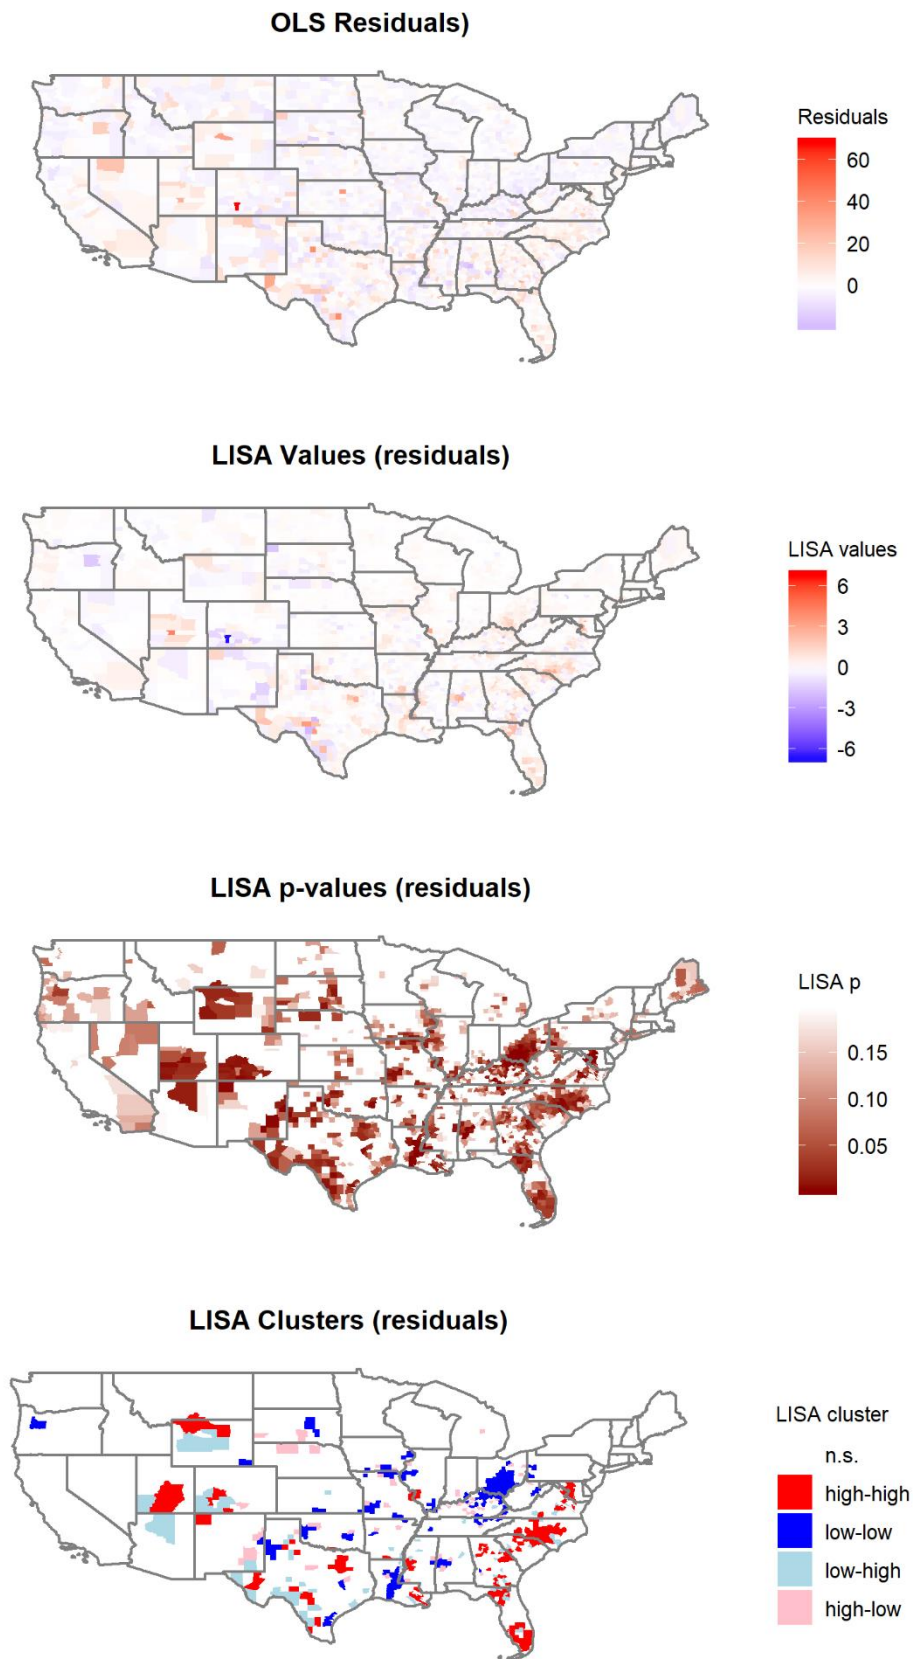 OLS Residuals)
Residuals
60
40
20
0
LISA Values (residuals)
LISA values
6
3
0
-3
-6
LISA p-values (residuals)
LISA p
0.15
0.10
0.05
LISA Clusters (residuals)
LISA cluster
n.s.
high-high
low-low
low-high
high-low